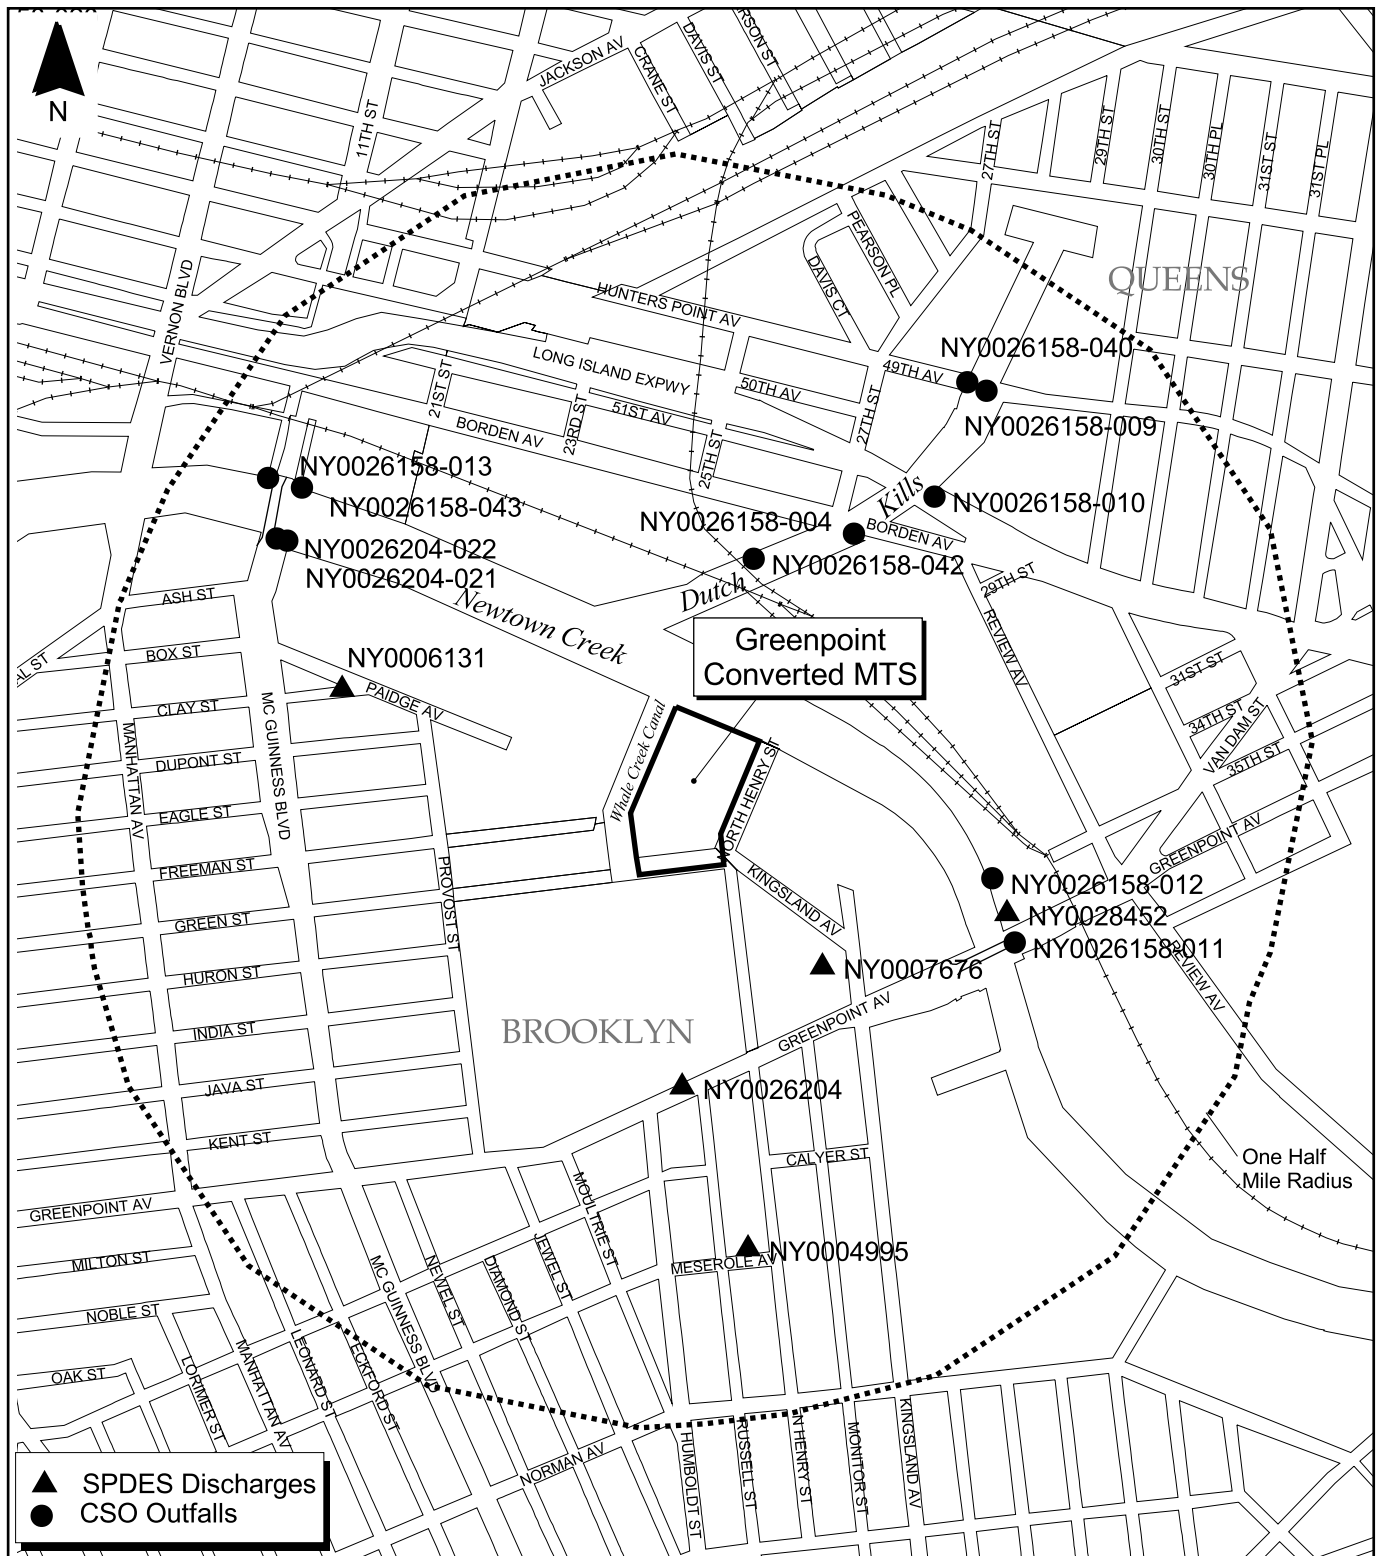 N
JACKSON AV
CRANE ST
DAVIS ST
RSON ST
11TH ST
27TH ST
29TH ST
30TH ST
30TH PL
31ST ST
31ST PL
PEARSON PL
DAVIS CT
QUEENS
VERNON BLVD
HUNTERS POINT AV
LONG ISLAND EXPWY
NY0026158-040
49TH AV
50TH AV
21ST ST
23RD ST
51ST AV
27TH ST
BORDEN AV
25TH ST
NY0026158-009
NY0026158-013
NY0026158-043
Kills
NY0026158-010
NY0026158-004
BORDEN AV
NY0026204-022
NY0026158-042
NY0026204-021
29TH ST
Dutch
ASH ST
Newtown Creek
REVIEW AV
Greenpoint
Converted MTS
BOX ST
AL ST
NY0006131
31ST ST
PAIDGE AV
CLAY ST
34TH ST
VAN DAM ST
MC GUINNESS BLVD
MANHATTAN AV
Whale Creek Canal
NORTH HENRY ST
DUPONT ST
35TH ST
EAGLE ST
GREENPOINT AV
FREEMAN ST
PROVOST ST
KINGSLAND AV
NY0026158-012
NY0028452
GREEN ST
NY0026158-011
NY0007676
REVIEW AV
HURON ST
INDIA ST
BROOKLYN
GREENPOINT AV
JAVA ST
NY0026204
KENT ST
CALYER ST
One Half
Mile Radius
GREENPOINT AV
MOULTRIE ST
MILTON ST
MC GUINNESS BLVD
NEWEL ST
DIAMOND ST
JEWEL ST
NY0004995
MESEROLE AV
NOBLE ST
OAK ST
LORIMER ST
MANHATTAN AV
LEONARD ST
ECKFORD ST
NORMAN AV
HUMBOLDT ST
RUSSELL ST
N HENRY ST
MONITOR ST
KINGSLAND AV
SPDES Discharges
CSO Outfalls